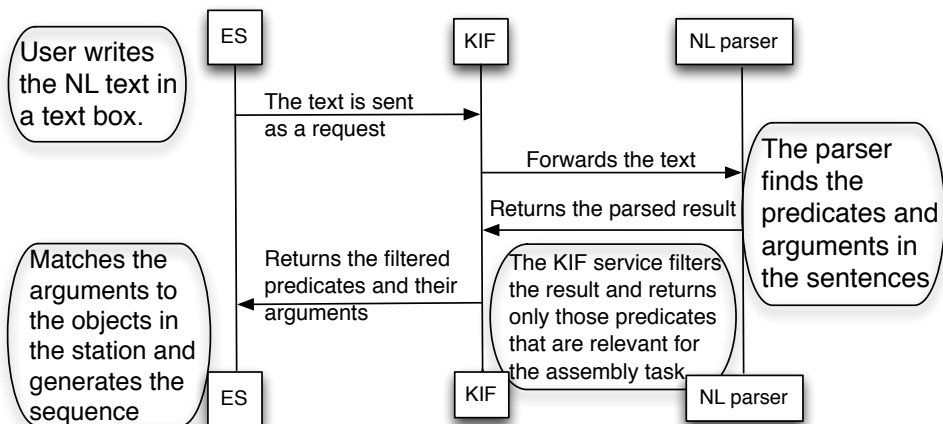 ES
KIF
NL parser
User writes
the NL text in
a text box.
The text is sent
as a request
Forwards the text
The parser
finds the
predicates and
arguments in
the sentences
Returns the parsed result
Matches the
arguments to
the objects in
the station and
generates the
sequence
Returns the filtered
predicates and their
arguments
The KIF service filters
the result and returns
only those predicates
that are relevant for
the assembly task
ES
KIF
NL parser